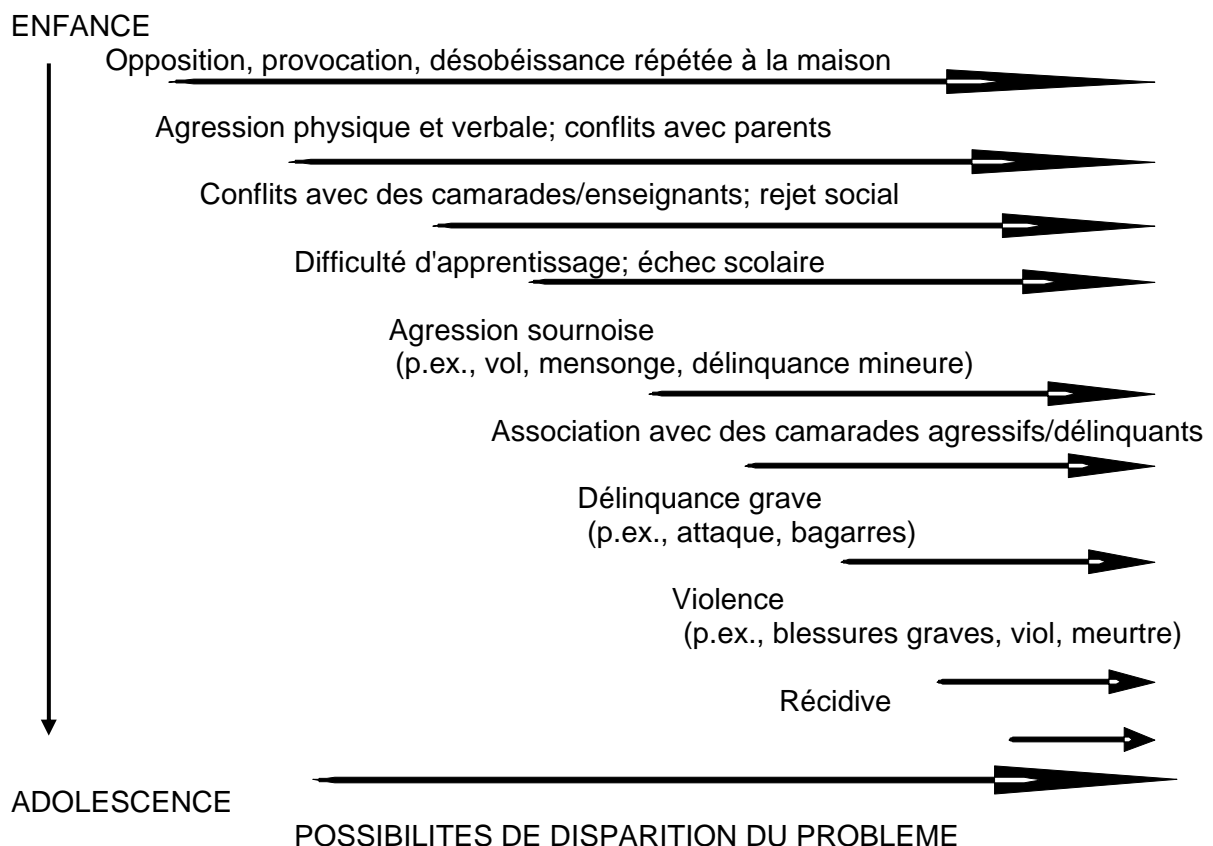 ENFANCE
Opposition, provocation, désobéissance répétée à la maison
Agression physique et verbale; conflits avec parents
Conflits avec des camarades/enseignants; rejet social
Difficulté d'apprentissage; échec scolaire
Agression sournoise
(p.ex., vol, mensonge, délinquance mineure)
Association avec des camarades agressifs/délinquants
Délinquance grave
(p.ex., attaque, bagarres)
Violence
(p.ex., blessures graves, viol, meurtre)
Récidive
ADOLESCENCE
POSSIBILITES DE DISPARITION DU PROBLEME